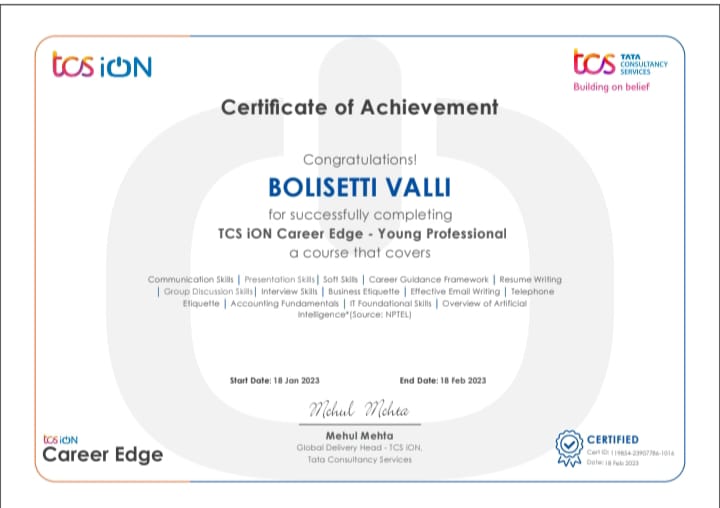 tcs iON
tcs TATA
CONSULTANCY
SERVICES
Building on belief
Certificate of Achievement
Congratulations!
BOLISETTI VALLI
for successfully completing
TCS iON Career Edge - Young Professional
a course that covers
Communication Skills | Presentation Skills| Soft Skills | Career Guidance Framework | Resume Writing
| Group Discussion Skills| Interview Skills | Business Etiquette | Effective Email Writing | Telephone
Etiquette | Accounting Fundamentals | IT Foundational Skills | Overview of Artificial
Intelligence*(Source: NPTEL)
Start Date: 18 Jan 2023
End Date: 18 Feb 2023
Mehul Mehta
Mehul Mehta
Global Delivery Head - TCS iON,
Tata Consultancy Services
tcs iON
Career Edge
CERTIFIED
Cert ID: 119854-23907786-1016
Date: 18 Feb 2023